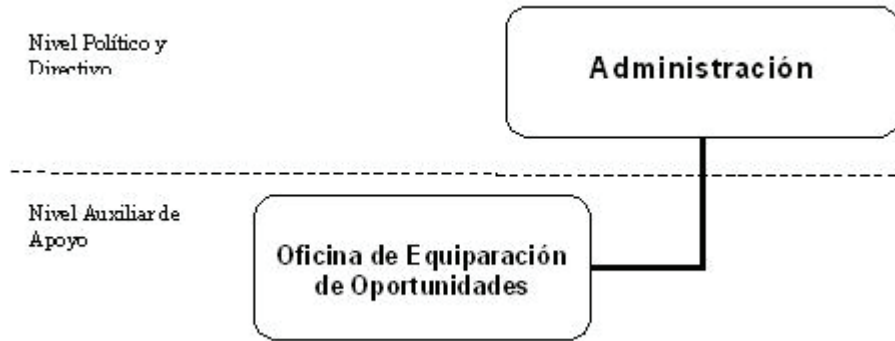 Nivel Político y
Directivo
Administración
Nivel Auxiliar de
Apoyo
Oficina de Equiparación
de Oportunidades